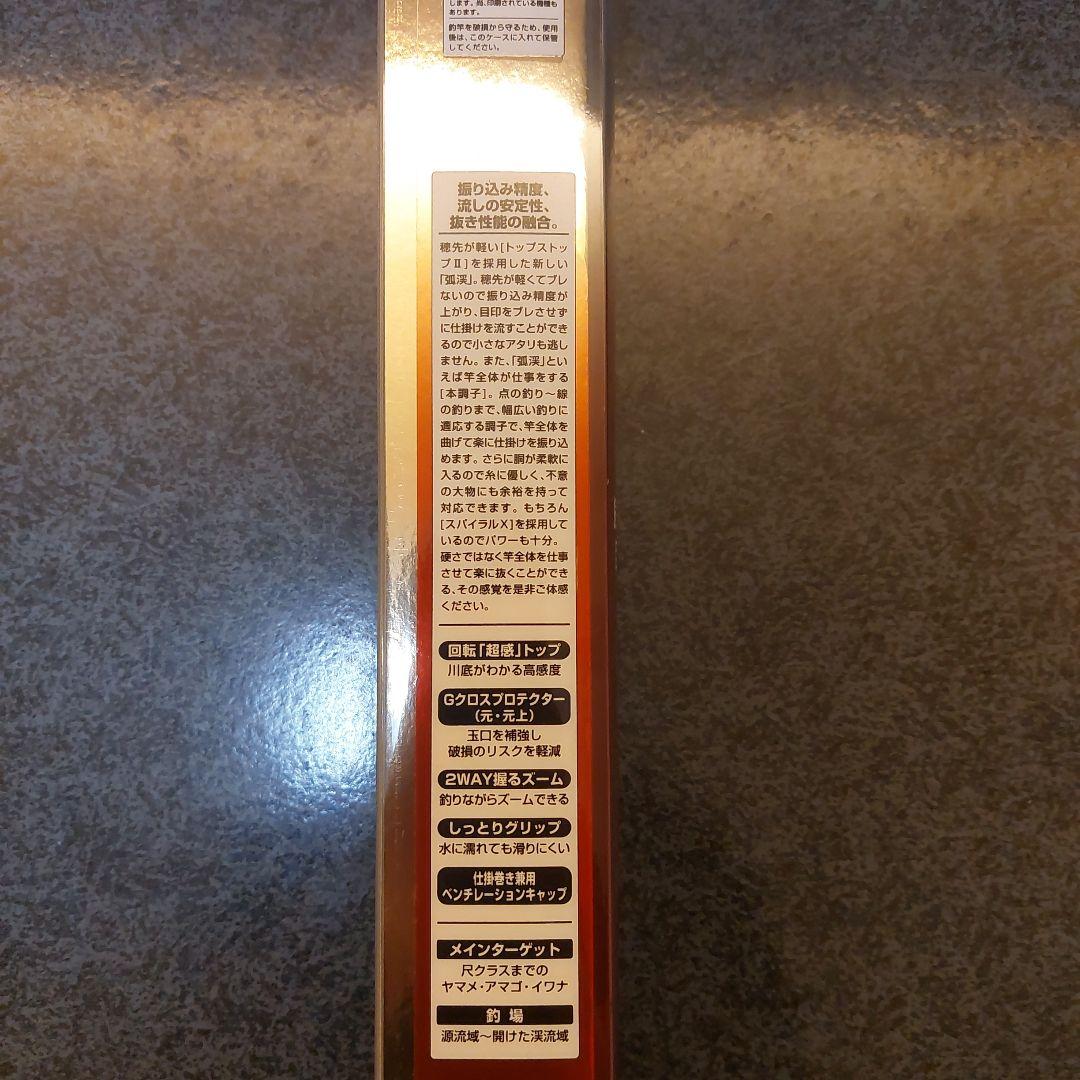 します。尚、印刷されている機種も
あります。
釣竿を破損から守るため、使用
後は、このケースに入れて保管
してください。
振り込み精度、
流しの安定性、
抜き性能の融合。
穂先が軽い[トップストッ
プⅡ]を採用した新しい
「弧渓」。穂先が軽くてブレ
ないので振り込み精度が
上がり、目印をブレさせず
に仕掛けを流すことができ
るので小さなアタリも逃し
ません。また、「弧渓」とい
えば竿全体が仕事をする
[本調子]。点の釣り～線
の釣りまで、幅広い釣りに
適応する調子で、竿全体を
曲げて楽に仕掛けを振り込
めます。さらに胴が柔軟に
入るので糸に優しく、不意
の大物にも余裕を持って
対応できます。もちろん
[スパイラルX]を採用して
いるのでパワーも十分。
硬さではなく竿全体を仕事
させて楽に抜くことができ
る、その感覚を是非ご体感
ください。
回転「超感」トップ
川底がわかる高感度
Gクロスプロテクター
(元・元上)
玉口を補強し
破損のリスクを軽減
2WAY握るズーム
釣りながらズームできる
しっとりグリップ
水に濡れても滑りにくい
仕掛巻き兼用
ベンチレーションキャップ
メインターゲット
尺クラスまでの
ヤマメ・アマゴ・イワナ
釣場
源流域～開けた渓流域